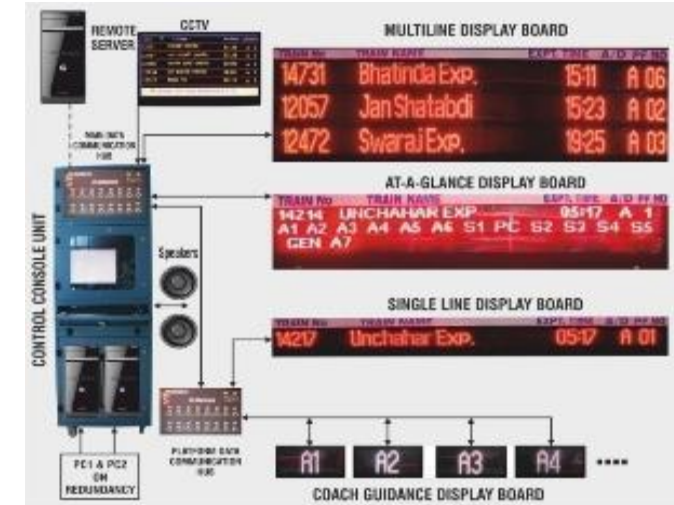 REMOTE SERVER
CCTV
MULTILINE DISPLAY BOARD
TRAIN No TRAIN NAME EXPT. TIME A/D PF NO
14731 Bhatinda Exp. 15:11 A 06
12057 Jan Shatabdi 15:23 A 02
12472 Swaraj Exp. 19:25 A 03
MAIN DATA
COMMUNICATION
HUB
AT-A-GLANCE DISPLAY BOARD
TRAIN No TRAIN NAME EXPT. TIME A/D PF NO
14214 UNCHAHAR EXP 05:17 A 1
A1 A2 A3 A4 A5 A6 S1 PC S2 S3 S4 S5
GEN A7
CONTROL CONSOLE UNIT
Speakers
SINGLE LINE DISPLAY BOARD
TRAIN No TRAIN NAME EXPT. TIME A/D PF NO
14217 Unchahar Exp. 05:17 A 01
PLATFORM DATA
COMMUNICATION
HUB
PC1 & PC2
ON
REDUNDANCY
A1 A2 A3 A4 ....
COACH GUIDANCE DISPLAY BOARD